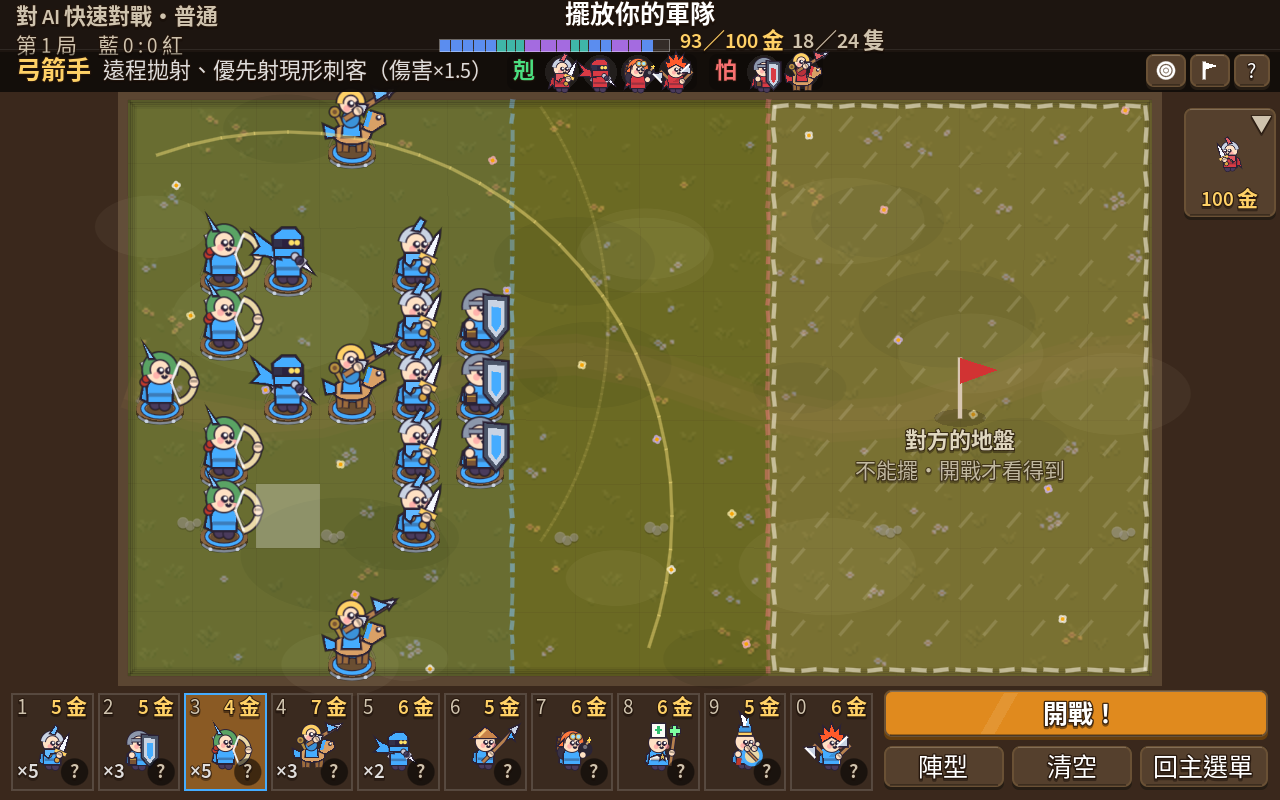 對 AI 快速對戰・普通
擺放你的軍隊
第 1 局 藍 0 : 0 紅
93／100 金 18／24 隻
弓箭手 遠程拋射、優先射現形刺客（傷害×1.5） 剋 怕
?
100 金
對方的地盤
不能擺・開戰才看得到
1 5 金 ×5 ?
2 5 金 ×3 ?
3 4 金 ×5 ?
4 7 金 ×3 ?
5 6 金 ×2 ?
6 5 金 ?
7 6 金 ?
8 6 金 ?
9 5 金 ?
0 6 金 ?
開戰！
陣型
清空
回主選單